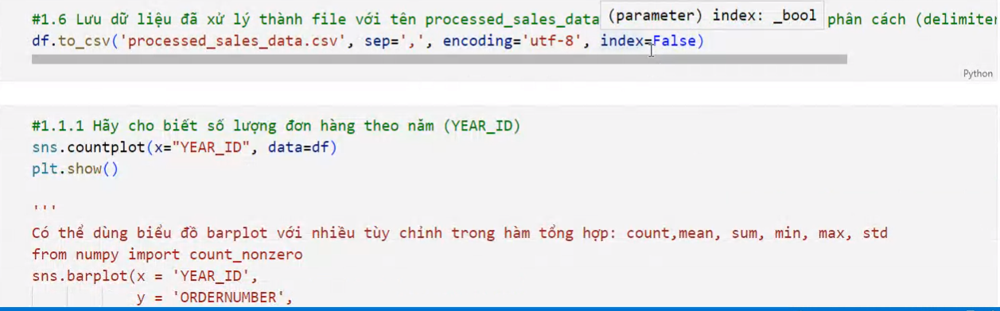 #1.6 Lưu dữ liệu đã xử lý thành file với tên processed_sales_data (parameter) index: _bool phân cách (delimiter
df.to_csv('processed_sales_data.csv', sep=',', encoding='utf-8', index=False)
Python
#1.1.1 Hãy cho biết số lượng đơn hàng theo năm (YEAR_ID)
sns.countplot(x="YEAR_ID", data=df)
plt.show()
'''
Có thể dùng biểu đồ barplot với nhiều tùy chỉnh trong hàm tổng hợp: count,mean, sum, min, max, std
from numpy import count_nonzero
sns.barplot(x = 'YEAR_ID',
y = 'ORDERNUMBER',